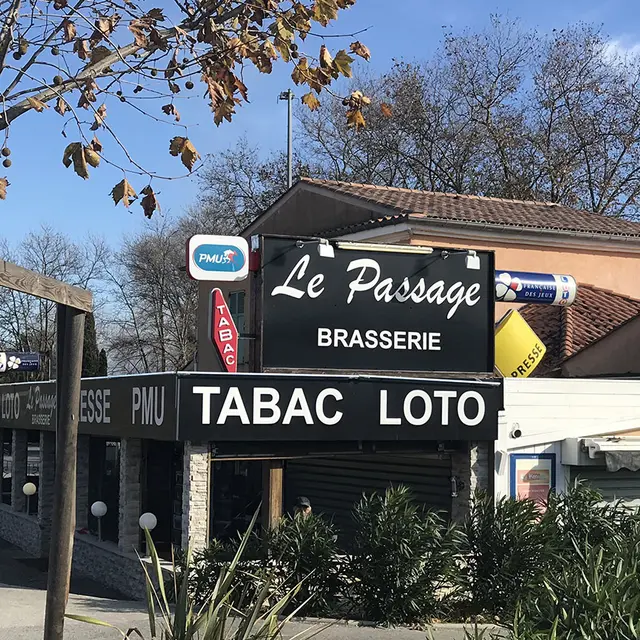 PMU
Le Passage
BRASSERIE
TABAC
FRANÇAISE
DES JEUX
PRESSE
LOTO
Le Passage
BRASSERIE
ESSE PMU
TABAC LOTO